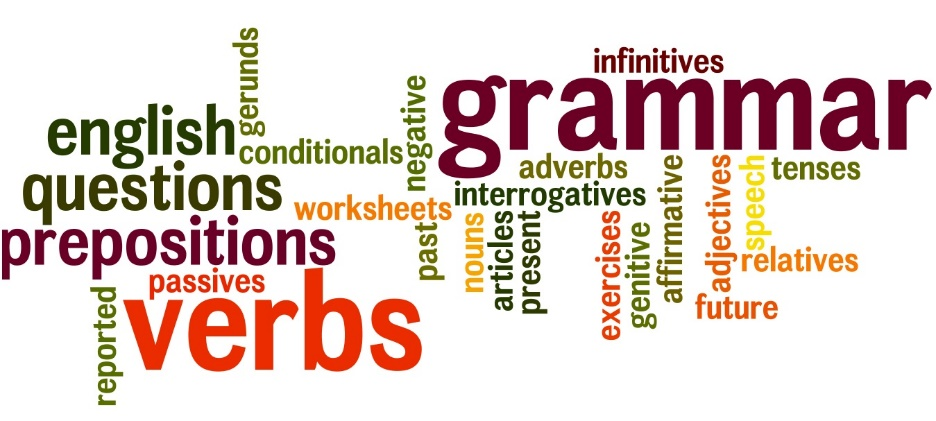 infinitives
grammar
gerunds
english
conditionals
negative
adverbs
tenses
questions
worksheets
interrogatives
affirmative
adjectives
speech
prepositions
past
nouns
articles
present
exercises
genitive
relatives
passives
verbs
future
reported